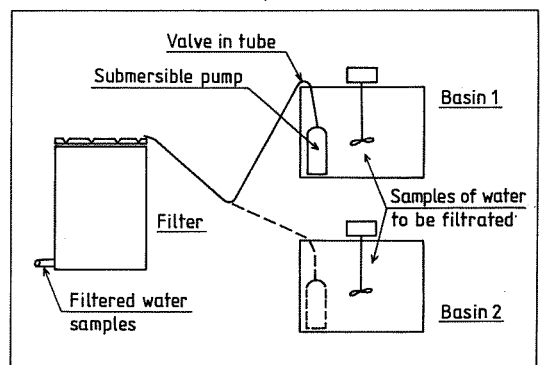 Valve in tube
Submersible pump
Basin 1
Samples of water
to be filtrated
Filter
Filtered water
samples
Basin 2